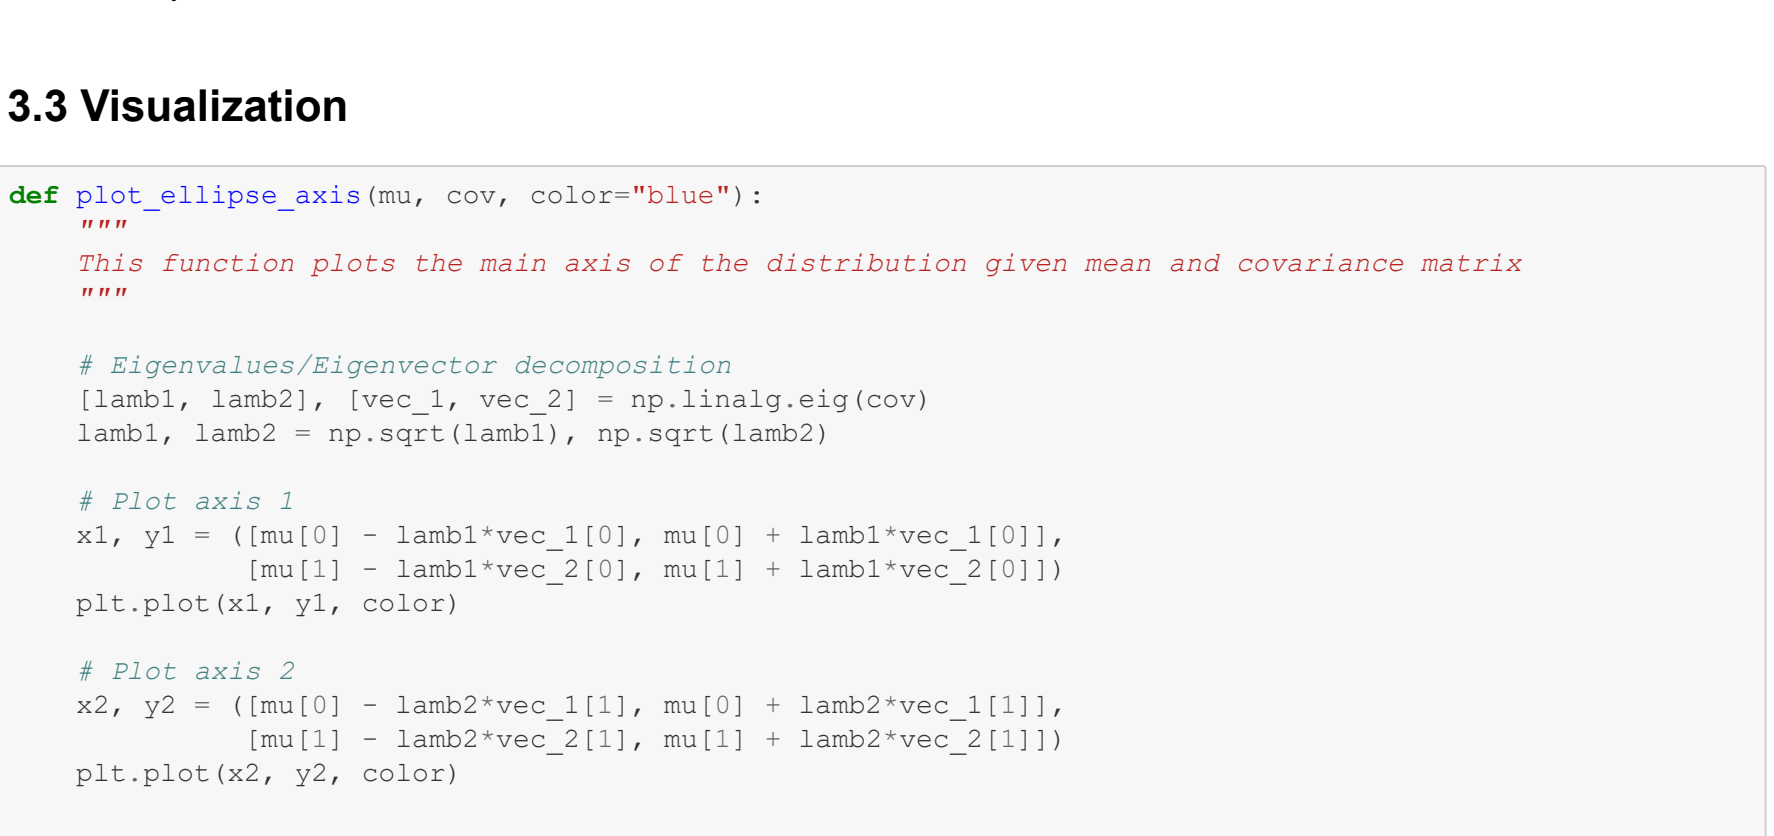 3.3 Visualization
def plot_ellipse_axis(mu, cov, color="blue"):
    """
    This function plots the main axis of the distribution given mean and covariance matrix
    """

    # Eigenvalues/Eigenvector decomposition
    [lamb1, lamb2], [vec_1, vec_2] = np.linalg.eig(cov)
    lamb1, lamb2 = np.sqrt(lamb1), np.sqrt(lamb2)

    # Plot axis 1
    x1, y1 = ([mu[0] - lamb1*vec_1[0], mu[0] + lamb1*vec_1[0]],
              [mu[1] - lamb1*vec_2[0], mu[1] + lamb1*vec_2[0]])
    plt.plot(x1, y1, color)

    # Plot axis 2
    x2, y2 = ([mu[0] - lamb2*vec_1[1], mu[0] + lamb2*vec_1[1]],
              [mu[1] - lamb2*vec_2[1], mu[1] + lamb2*vec_2[1]])
    plt.plot(x2, y2, color)